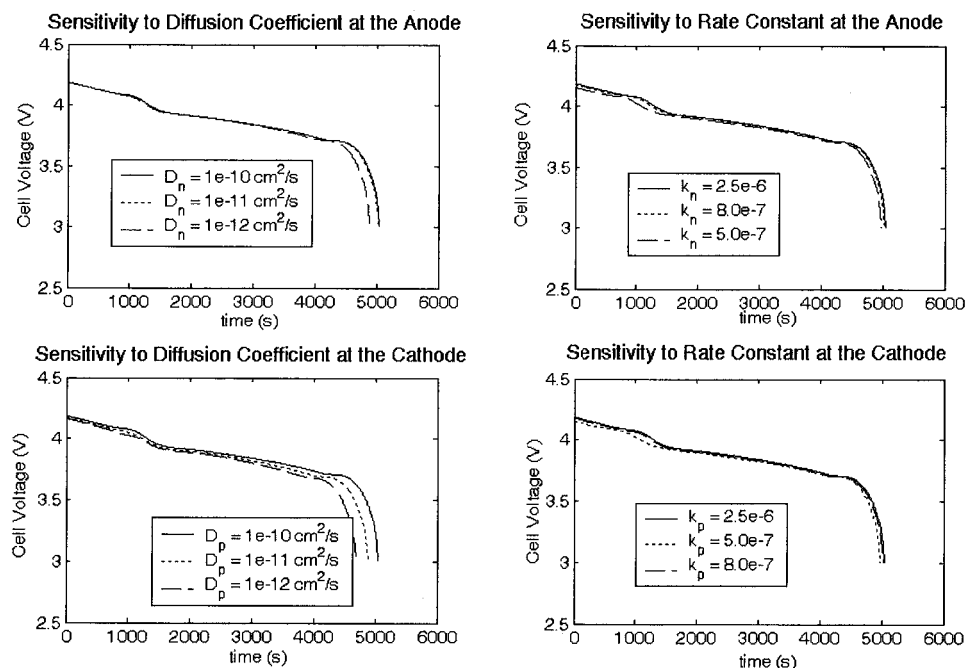 Sensitivity to Diffusion Coefficient at the Anode
4.5
4
3.5
3
2.5
Cell Voltage (V)
D_n = 1e-10 cm²/s
D_n = 1e-11 cm²/s
D_n = 1e-12 cm²/s
0 1000 2000 3000 4000 5000 6000
time (s)
Sensitivity to Rate Constant at the Anode
4.5
4
3.5
3
2.5
Cell Voltage (V)
k_n = 2.5e-6
k_n = 8.0e-7
k_n = 5.0e-7
0 1000 2000 3000 4000 5000 6000
time (s)
Sensitivity to Diffusion Coefficient at the Cathode
4.5
4
3.5
3
2.5
Cell Voltage (V)
D_p = 1e-10 cm²/s
D_p = 1e-11 cm²/s
D_p = 1e-12 cm²/s
0 1000 2000 3000 4000 5000 6000
time (s)
Sensitivity to Rate Constant at the Cathode
4.5
4
3.5
3
2.5
Cell Voltage (V)
k_p = 2.5e-6
k_p = 5.0e-7
k_p = 8.0e-7
0 1000 2000 3000 4000 5000 6000
time (s)